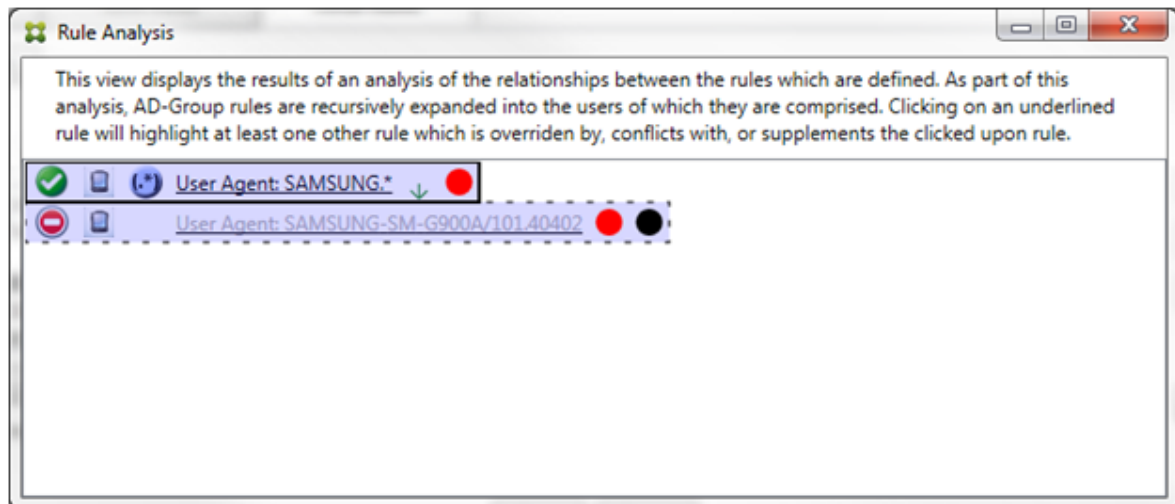 Rule Analysis
This view displays the results of an analysis of the relationships between the rules which are defined. As part of this
analysis, AD-Group rules are recursively expanded into the users of which they are comprised. Clicking on an underlined
rule will highlight at least one other rule which is overriden by, conflicts with, or supplements the clicked upon rule.
(.*) User Agent: SAMSUNG.*
User Agent: SAMSUNG-SM-G900A/101.40402